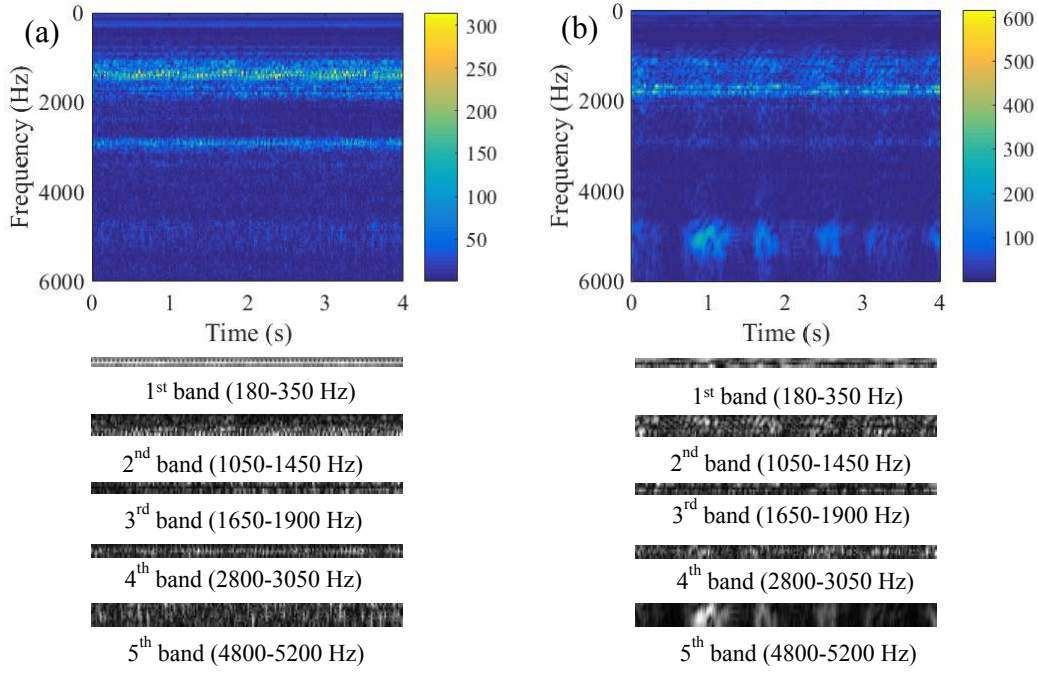 (a)
0
2000
4000
6000
Frequency (Hz)
0 1 2 3 4
Time (s)
300
250
200
150
100
50
1st band (180-350 Hz)
2nd band (1050-1450 Hz)
3rd band (1650-1900 Hz)
4th band (2800-3050 Hz)
5th band (4800-5200 Hz)
(b)
0
2000
4000
6000
Frequency (Hz)
0 1 2 3 4
Time (s)
600
500
400
300
200
100
1st band (180-350 Hz)
2nd band (1050-1450 Hz)
3rd band (1650-1900 Hz)
4th band (2800-3050 Hz)
5th band (4800-5200 Hz)